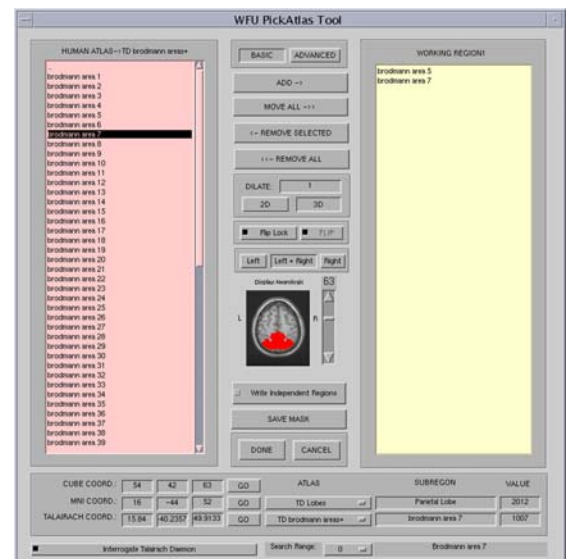 WFU PickAtlas Tool
HUMAN ATLAS-->TD brodmann areas+
..
brodmann area 1
brodmann area 2
brodmann area 3
brodmann area 4
brodmann area 5
brodmann area 6
brodmann area 7
brodmann area 8
brodmann area 9
brodmann area 10
brodmann area 11
brodmann area 12
brodmann area 13
brodmann area 14
brodmann area 15
brodmann area 16
brodmann area 17
brodmann area 18
brodmann area 19
brodmann area 20
brodmann area 21
brodmann area 22
brodmann area 23
brodmann area 24
brodmann area 25
brodmann area 26
brodmann area 27
brodmann area 28
brodmann area 29
brodmann area 30
brodmann area 31
brodmann area 32
brodmann area 33
brodmann area 34
brodmann area 35
brodmann area 36
brodmann area 37
brodmann area 38
brodmann area 39
BASIC ADVANCED
ADD -->
MOVE ALL -->>
<-- REMOVE SELECTED
<<-- REMOVE ALL
DILATE: 1
2D 3D
Flip Lock FLIP
Left Left + Right Right
Display: Neurologic 63
L R
Write Independent Regions
SAVE MASK
DONE CANCEL
WORKING REGION1
brodmann area 5
brodmann area 7
CUBE COORD.: 54 42 63 GO ATLAS SUBREGION VALUE
MNI COORD.: 16 -44 52 GO TD Lobes Parietal Lobe 2012
TALAIRACH COORD.: 15.84 -40.2357 49.9133 GO TD brodmann areas+ brodmann area 7 1007
Interrogate Talairach Daemon Search Range: 0 Brodmann area 7